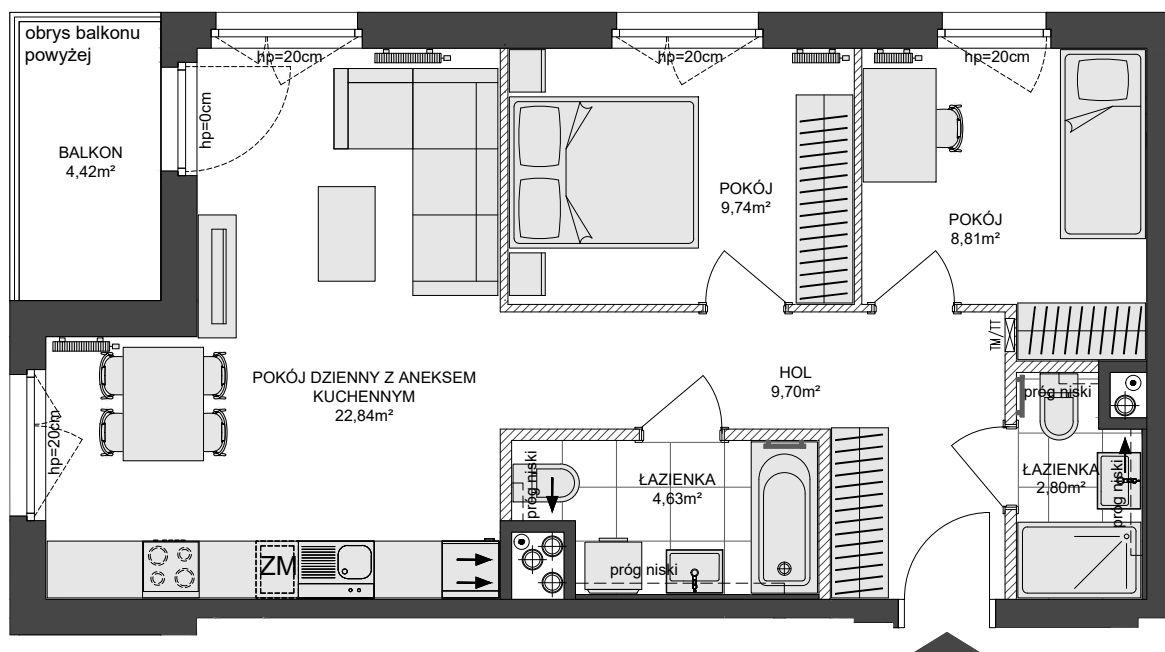 obrys balkonu
powyżej
hp=20cm
hp=20cm
hp=20cm
hp=0cm
BALKON
4,42m²
POKÓJ
9,74m²
POKÓJ
8,81m²
TM/TT
POKÓJ DZIENNY Z ANEKSEM
KUCHENNYM
22,84m²
HOL
9,70m²
próg niski
hp=20cm
ŁAZIENKA
4,63m²
próg niski
ŁAZIENKA
2,80m²
próg niski
ZM
próg niski